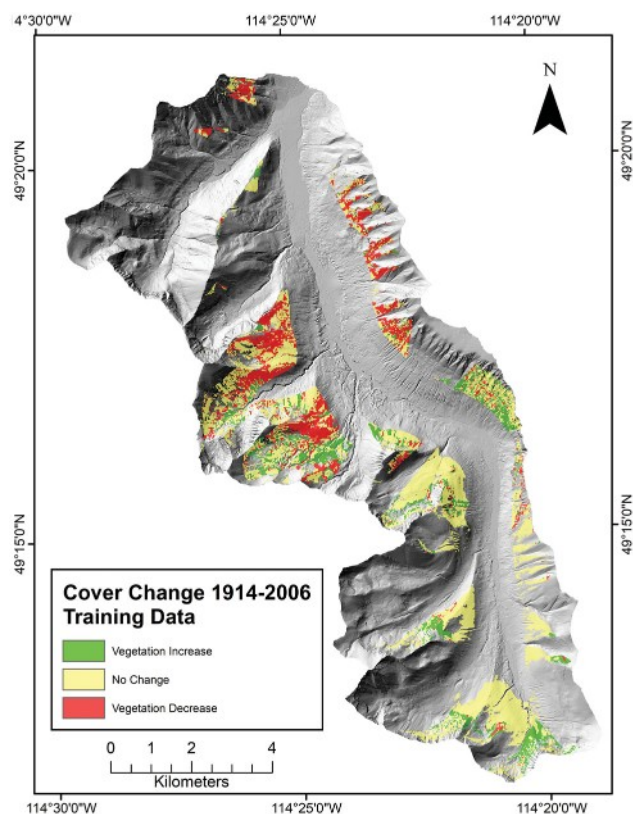 4°30'0"W
114°25'0"W
114°20'0"W
N
49°20'0"N
49°20'0"N
49°15'0"N
49°15'0"N
Cover Change 1914-2006
Training Data
Vegetation Increase
No Change
Vegetation Decrease
0 1 2 4
Kilometers
114°30'0"W
114°25'0"W
114°20'0"W